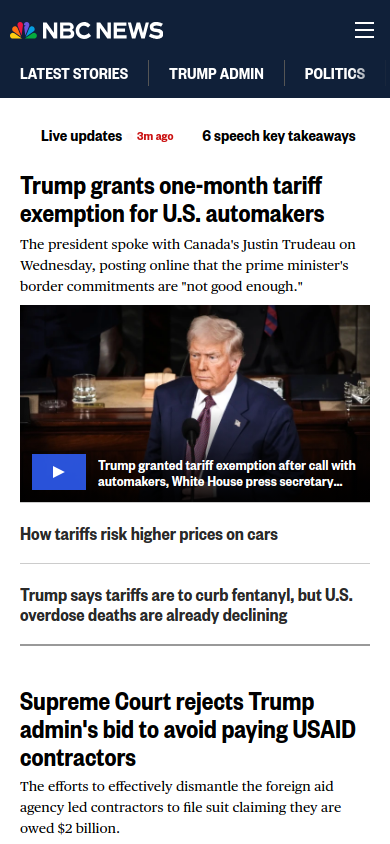 NBC NEWS
LATEST STORIES
TRUMP ADMIN
POLITICS
Live updates 3m ago
6 speech key takeaways
Trump grants one-month tariff
exemption for U.S. automakers
The president spoke with Canada's Justin Trudeau on
Wednesday, posting online that the prime minister's
border commitments are "not good enough."
Trump granted tariff exemption after call with
automakers, White House press secretary...
How tariffs risk higher prices on cars
Trump says tariffs are to curb fentanyl, but U.S.
overdose deaths are already declining
Supreme Court rejects Trump
admin's bid to avoid paying USAID
contractors
The efforts to effectively dismantle the foreign aid
agency led contractors to file suit claiming they are
owed $2 billion.